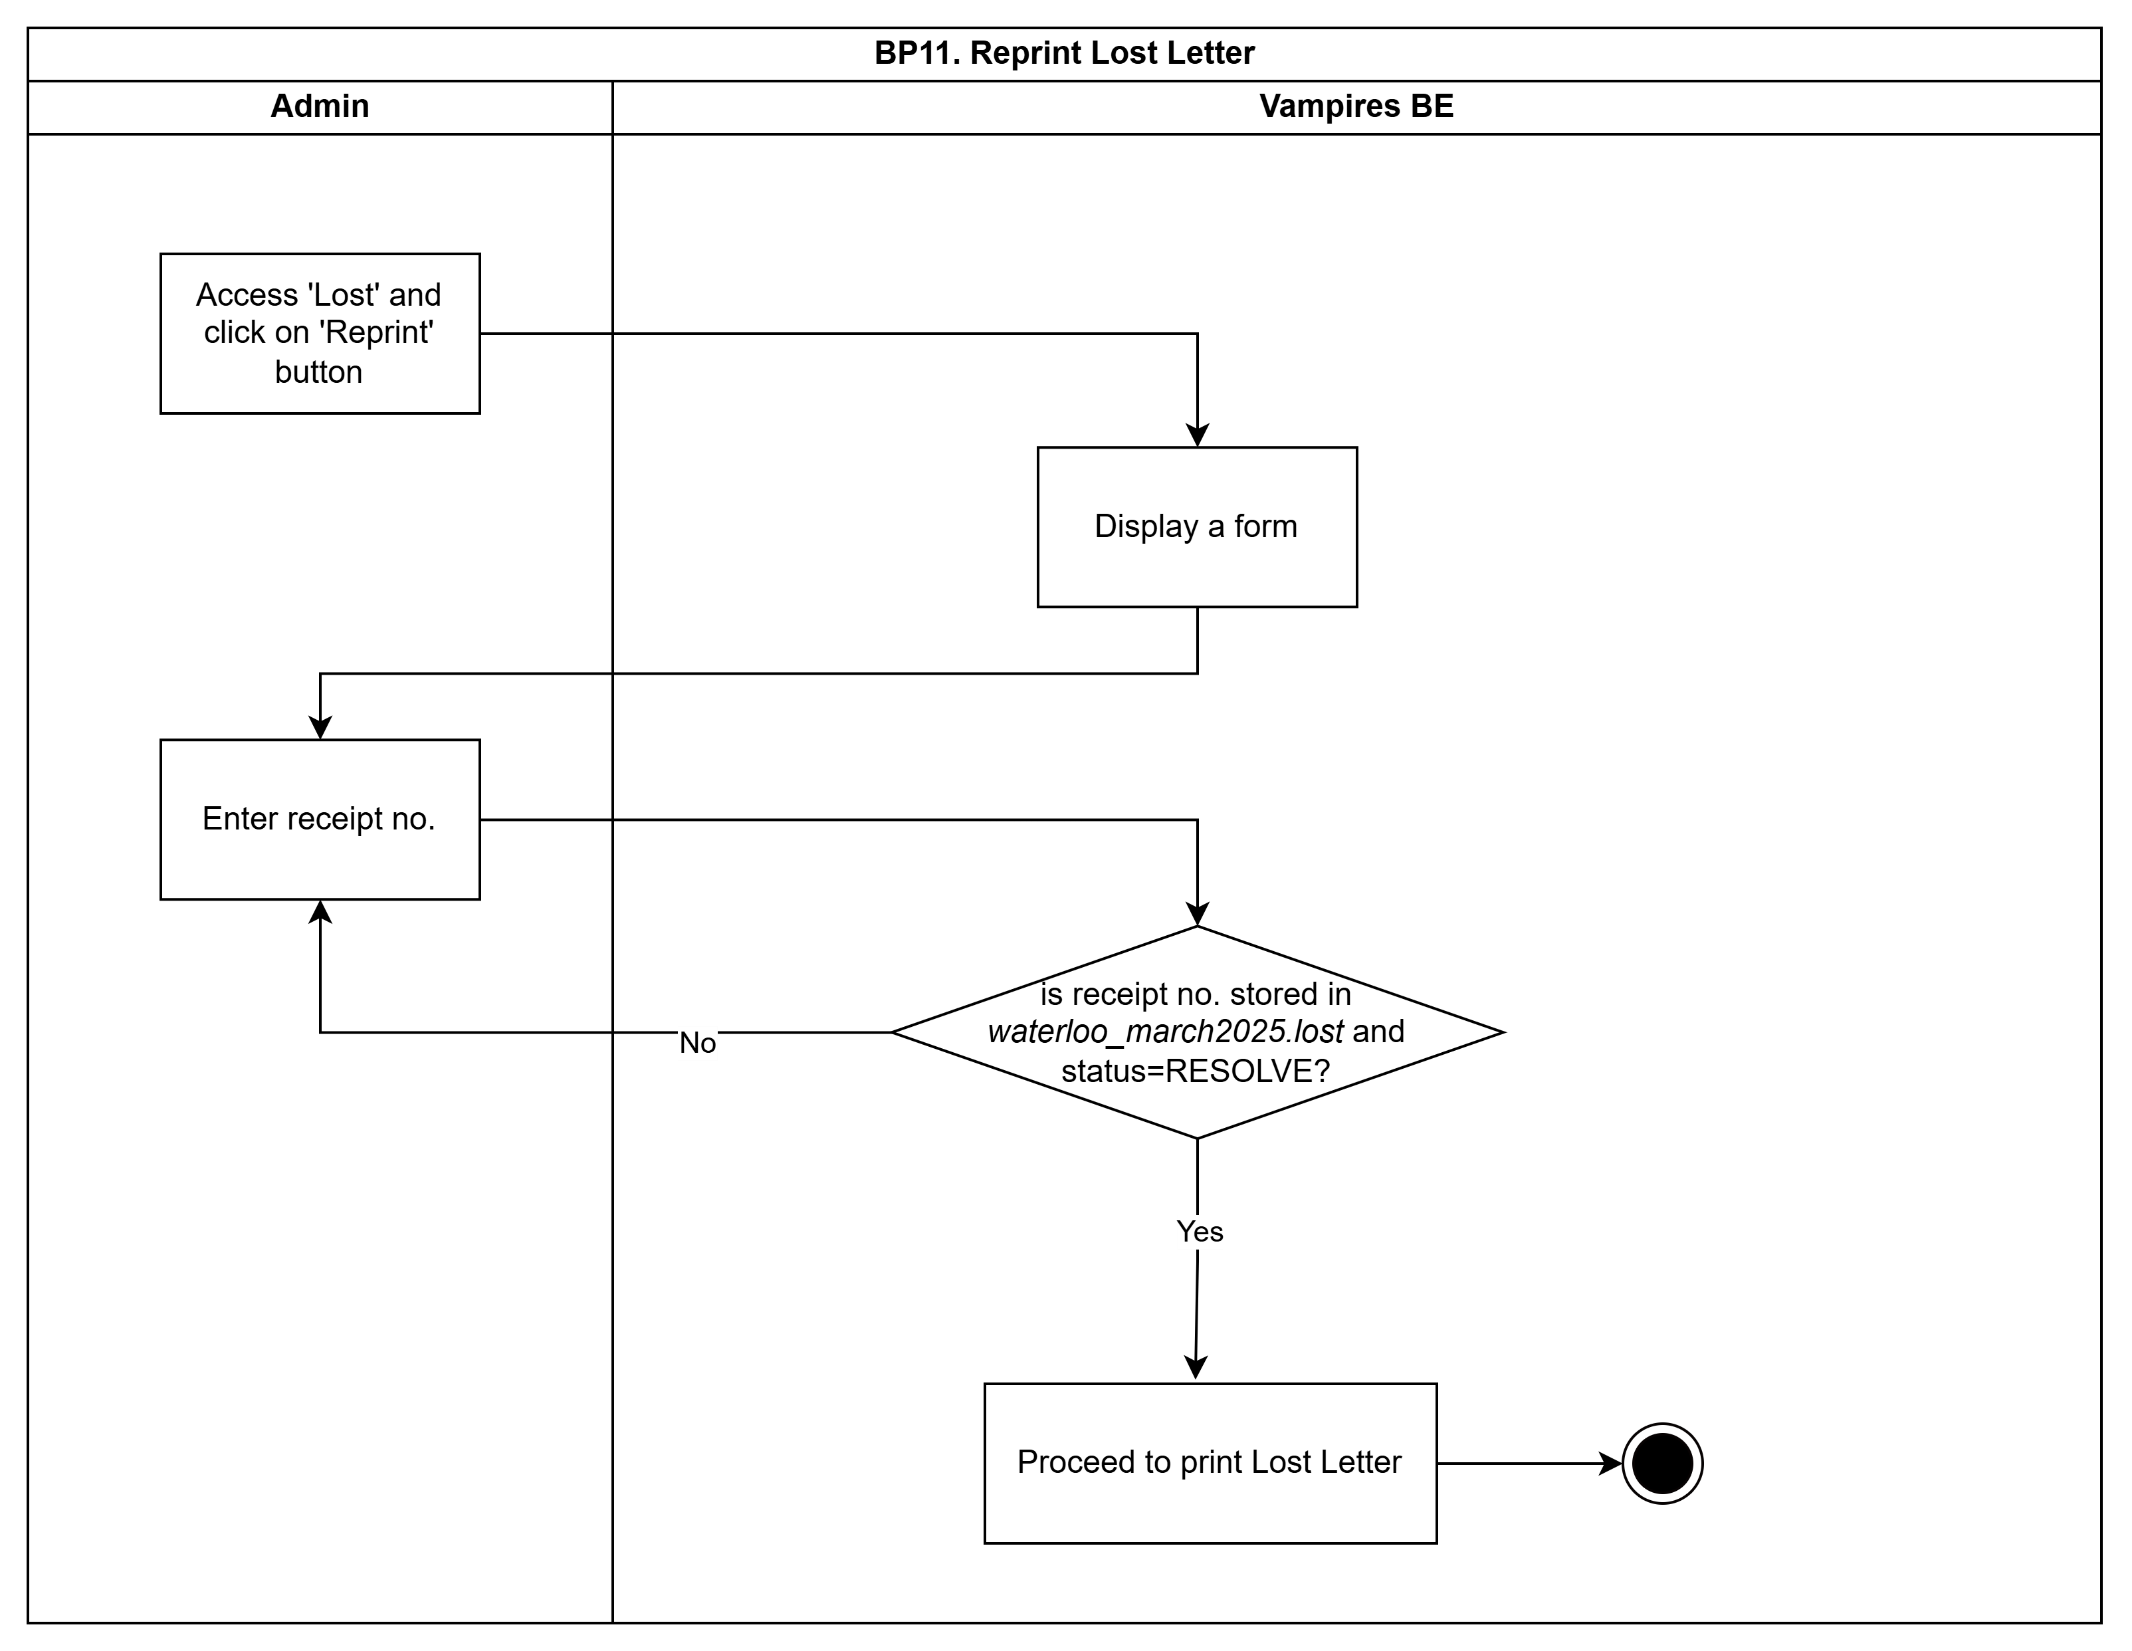 BP11. Reprint Lost Letter
Admin
Vampires BE
Access 'Lost' and
click on 'Reprint'
button
Display a form
Enter receipt no.
is receipt no. stored in
waterloo_march2025.lost and
status=RESOLVE?
No
Yes
Proceed to print Lost Letter